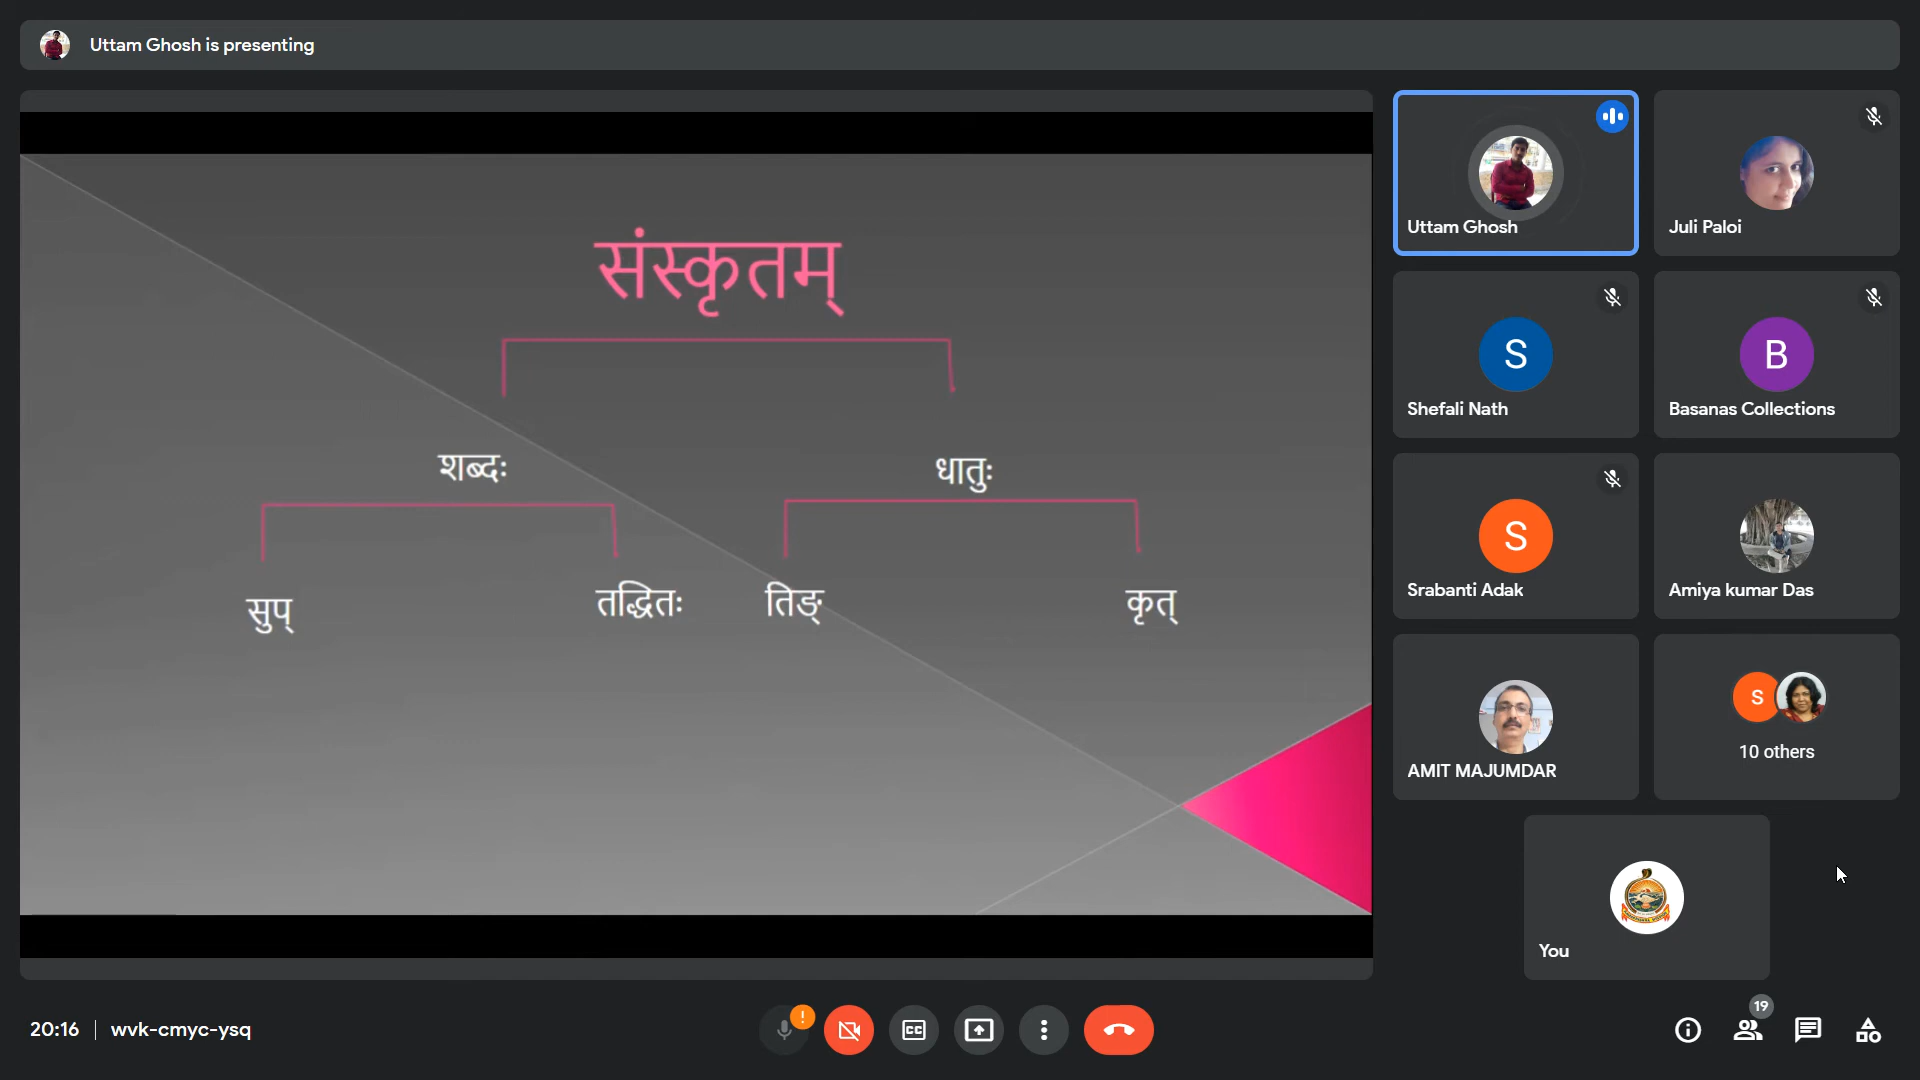 Uttam Ghosh is presenting
संस्कृतम्
शब्दः
धातुः
सुप्
तद्धितः
तिङ्
कृत्
Uttam Ghosh
Juli Paloi
S
Shefali Nath
B
Basanas Collections
S
Srabanti Adak
Amiya kumar Das
AMIT MAJUMDAR
S
10 others
You
20:16 | wvk-cmyc-ysq
!
CC
19